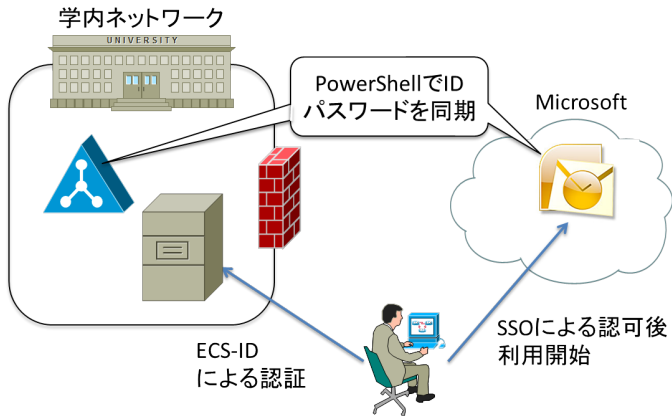 学内ネットワーク
UNIVERSITY
PowerShellでID
パスワードを同期
Microsoft
ECS-ID
による認証
SSOによる認可後
利用開始